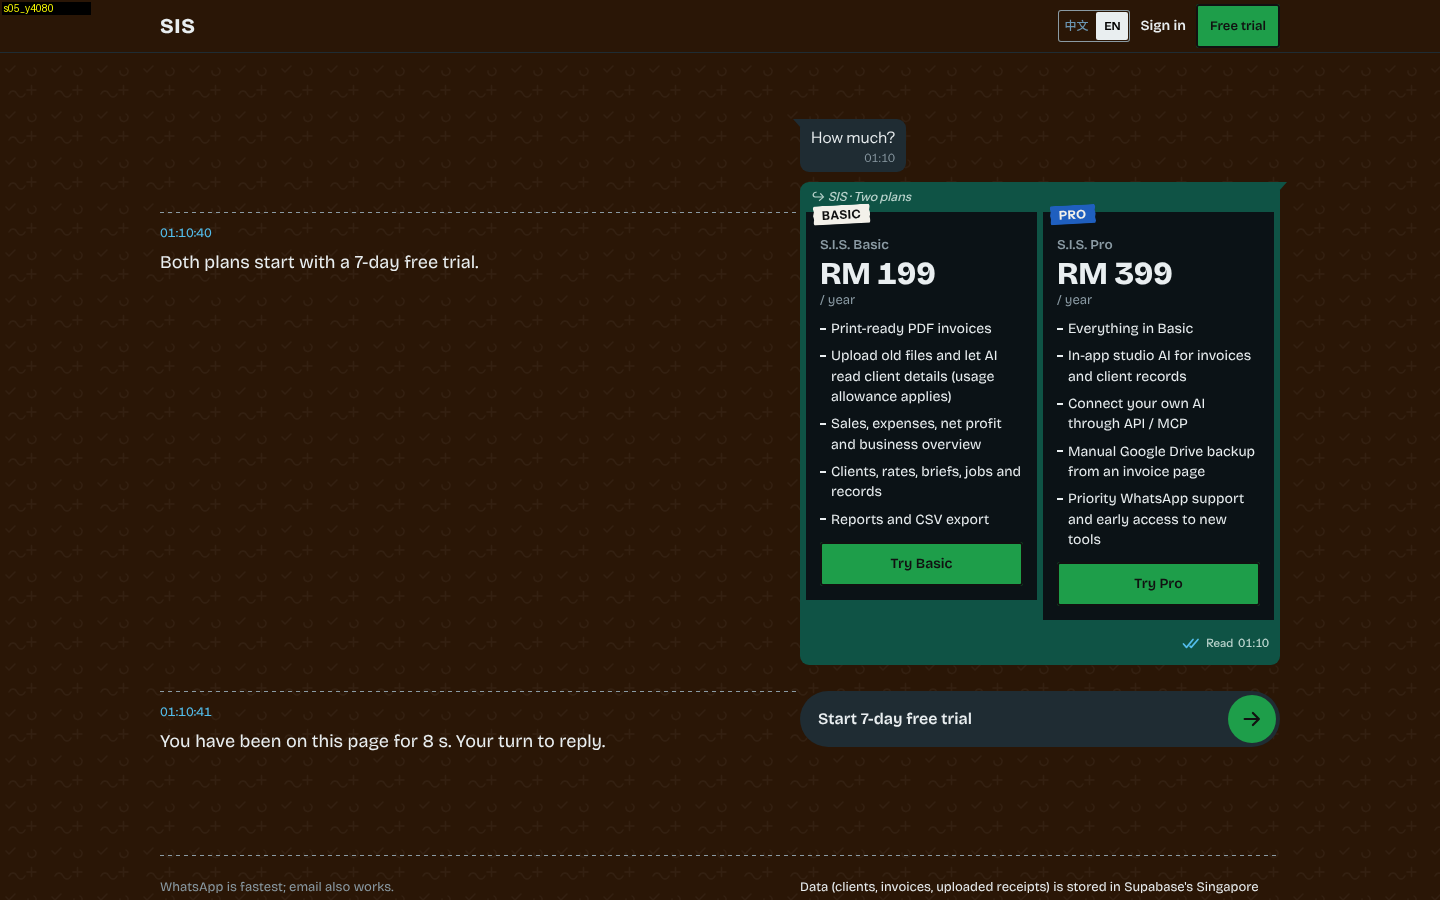 s05_y4080
SIS
中文
EN
Sign in
Free trial
How much?
01:10
↪ SIS · Two plans
01:10:40
Both plans start with a 7-day free trial.
BASIC
S.I.S. Basic
RM 199
/ year
– Print-ready PDF invoices
– Upload old files and let AI
read client details (usage
allowance applies)
– Sales, expenses, net profit
and business overview
– Clients, rates, briefs, jobs and
records
– Reports and CSV export
Try Basic
PRO
S.I.S. Pro
RM 399
/ year
– Everything in Basic
– In-app studio AI for invoices
and client records
– Connect your own AI
through API / MCP
– Manual Google Drive backup
from an invoice page
– Priority WhatsApp support
and early access to new
tools
Try Pro
Read 01:10
01:10:41
You have been on this page for 8 s. Your turn to reply.
Start 7-day free trial
WhatsApp is fastest; email also works.
Data (clients, invoices, uploaded receipts) is stored in Supabase's Singapore